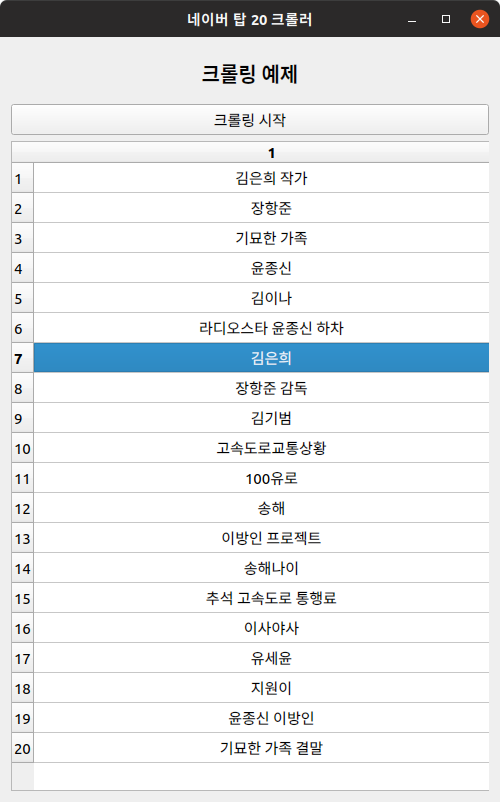 네이버 탑 20 크롤러
크롤링 예제
크롤링 시작
1
1 김은희 작가
2 장항준
3 기묘한 가족
4 윤종신
5 김이나
6 라디오스타 윤종신 하차
7 김은희
8 장항준 감독
9 김기범
10 고속도로교통상황
11 100유로
12 송해
13 이방인 프로젝트
14 송해나이
15 추석 고속도로 통행료
16 이사야사
17 유세윤
18 지원이
19 윤종신 이방인
20 기묘한 가족 결말